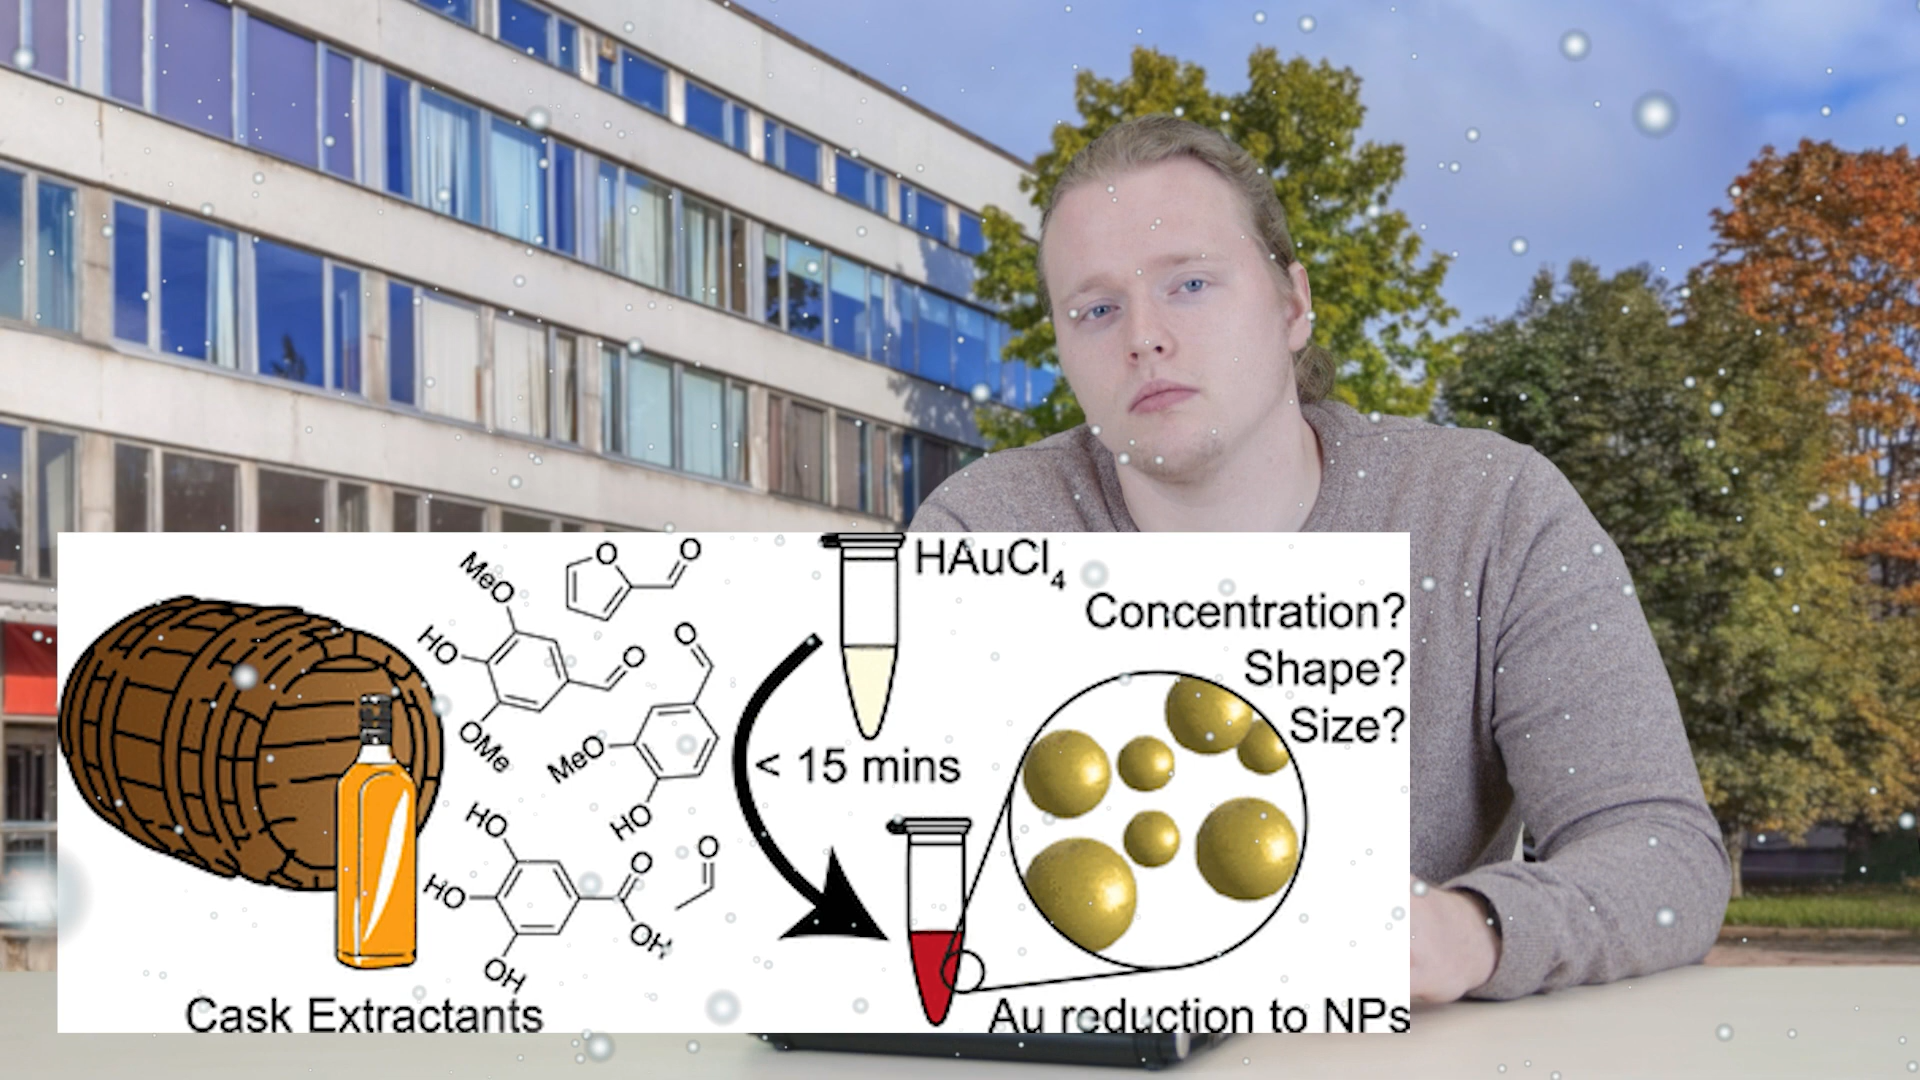 MeO
O
O
HO
O
OMe
O
MeO
HO
HO
HO
O
OH
OH
O
Cask Extractants
HAuCl4
< 15 mins
Concentration?
Shape?
Size?
Au reduction to NPs